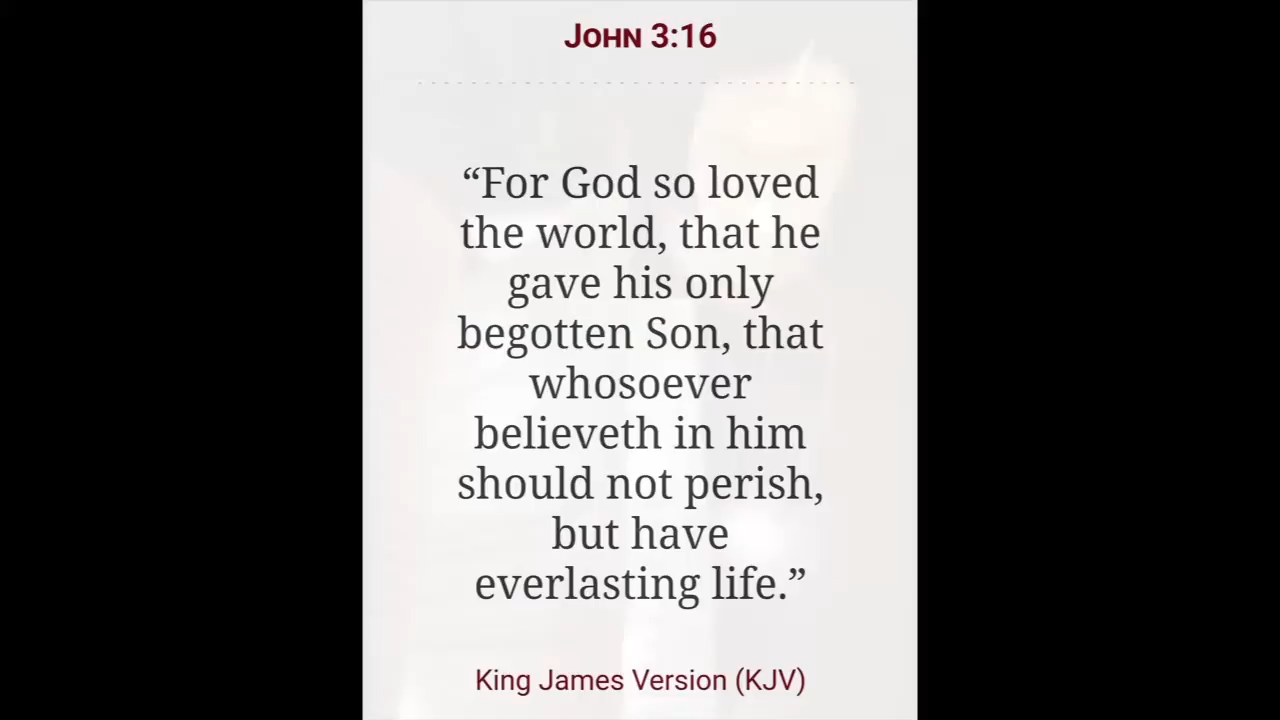 John 3:16
“For God so loved
the world, that he
gave his only
begotten Son, that
whosoever
believeth in him
should not perish,
but have
everlasting life.”
King James Version (KJV)